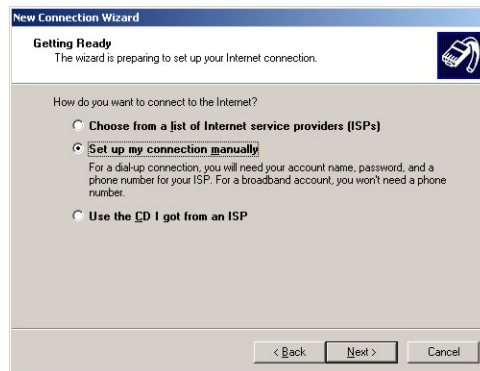 New Connection Wizard
Getting Ready
The wizard is preparing to set up your Internet connection.
How do you want to connect to the Internet?
Choose from a list of Internet service providers (ISPs)
Set up my connection manually
For a dial-up connection, you will need your account name, password, and a
phone number for your ISP. For a broadband account, you won't need a phone
number.
Use the CD I got from an ISP
< Back Next > Cancel